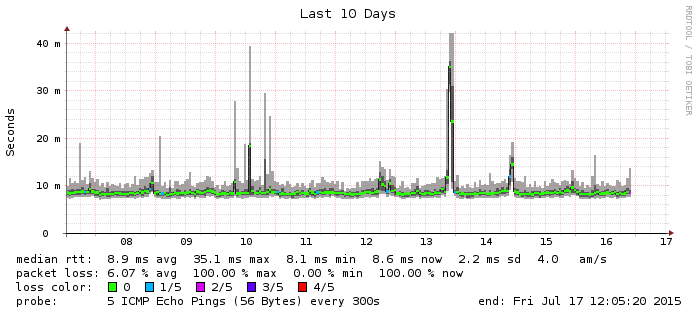 Last 10 Days
RRDTOOL / TOBI OETIKER
Seconds
40 m
30 m
20 m
10 m
0
08 09 10 11 12 13 14 15 16 17
median rtt: 8.9 ms avg 35.1 ms max 8.1 ms min 8.6 ms now 2.2 ms sd 4.0 am/s
packet loss: 6.07 % avg 100.00 % max 0.00 % min 100.00 % now
loss color: 0 1/5 2/5 3/5 4/5
probe: 5 ICMP Echo Pings (56 Bytes) every 300s end: Fri Jul 17 12:05:20 2015